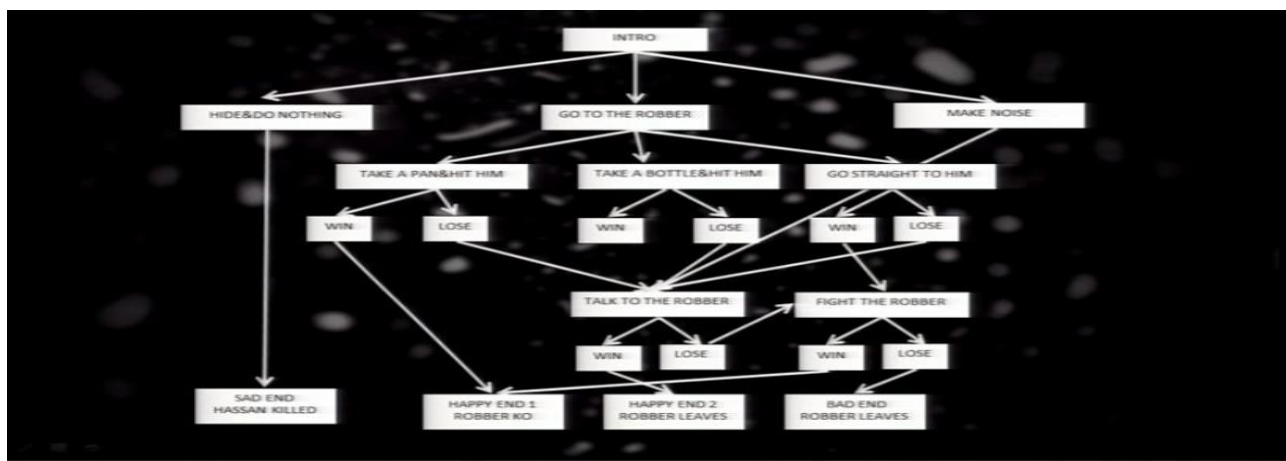 INTRO
HIDE&DO NOTHING
GO TO THE ROBBER
MAKE NOISE
TAKE A PAN&HIT HIM
TAKE A BOTTLE&HIT HIM
GO STRAIGHT TO HIM
WIN
LOSE
WIN
LOSE
WIN
LOSE
TALK TO THE ROBBER
FIGHT THE ROBBER
WIN
LOSE
WIN
LOSE
SAD END
HASSAN KILLED
HAPPY END 1
ROBBER KO
HAPPY END 2
ROBBER LEAVES
BAD END
ROBBER LEAVES